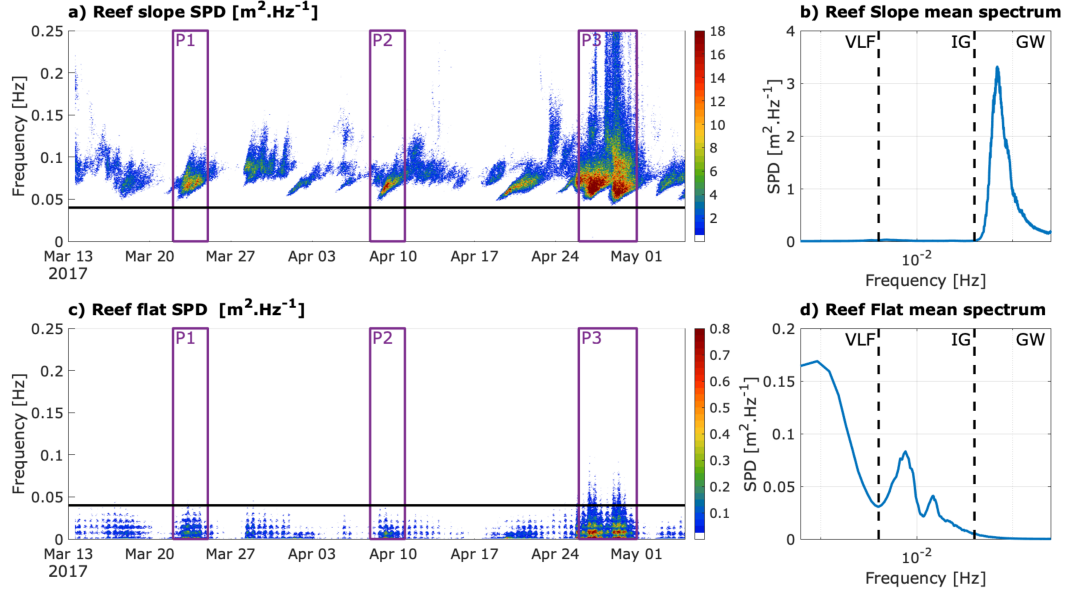 a) Reef slope SPD [m².Hz⁻¹]
Frequency [Hz]
0.25
0.2
0.15
0.1
0.05
0
P1
P2
P3
Mar 13
2017
Mar 20
Mar 27
Apr 03
Apr 10
Apr 17
Apr 24
May 01
18
16
14
12
10
8
6
4
2
b) Reef Slope mean spectrum
SPD [m².Hz⁻¹]
4
3
2
1
0
VLF
IG
GW
10⁻²
Frequency [Hz]
c) Reef flat SPD [m².Hz⁻¹]
Frequency [Hz]
0.25
0.2
0.15
0.1
0.05
0
P1
P2
P3
Mar 13
2017
Mar 20
Mar 27
Apr 03
Apr 10
Apr 17
Apr 24
May 01
0.8
0.7
0.6
0.5
0.4
0.3
0.2
0.1
d) Reef Flat mean spectrum
SPD [m².Hz⁻¹]
0.2
0.15
0.1
0.05
0
VLF
IG
GW
10⁻²
Frequency [Hz]